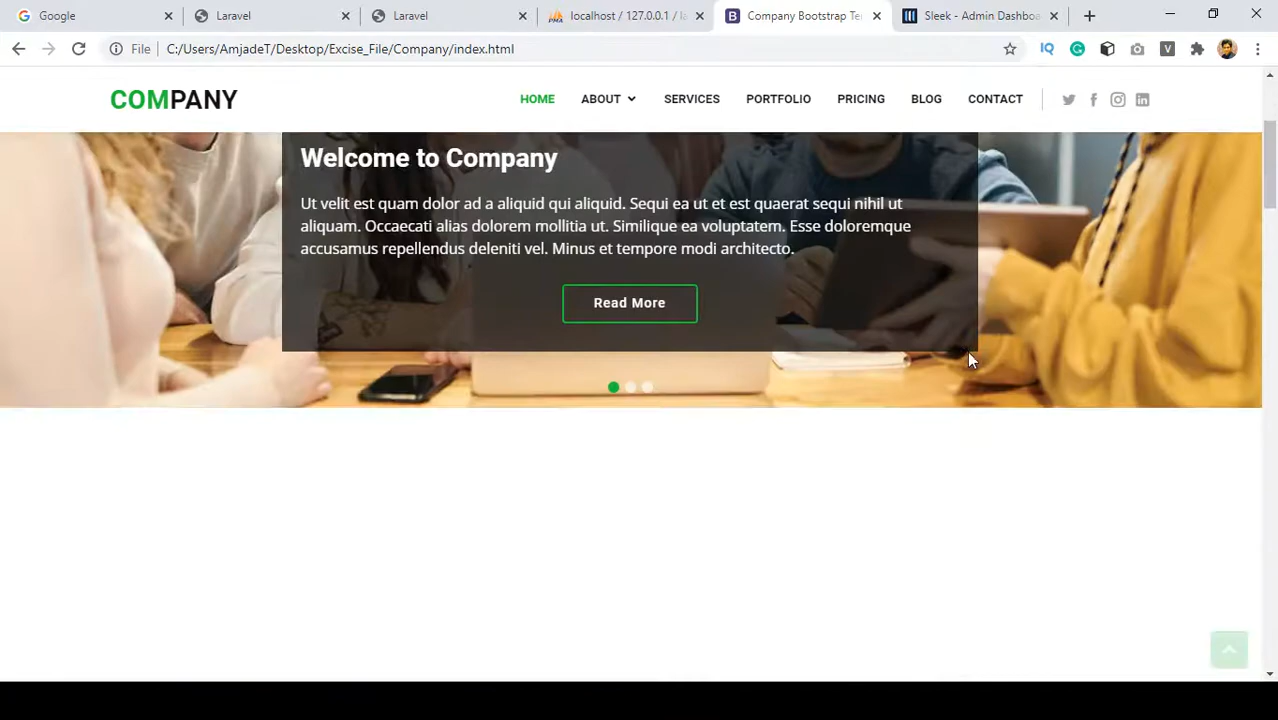 Google
Laravel
Laravel
localhost / 127.0.0.1 / la
Company Bootstrap Te
Sleek - Admin Dashboa
File
C:/Users/AmjadeT/Desktop/Excise_File/Company/index.html
COMPANY
HOME
ABOUT
SERVICES
PORTFOLIO
PRICING
BLOG
CONTACT
Welcome to Company
Ut velit est quam dolor ad a aliquid qui aliquid. Sequi ea ut et est quaerat sequi nihil ut
aliquam. Occaecati alias dolorem mollitia ut. Similique ea voluptatem. Esse doloremque
accusamus repellendus deleniti vel. Minus et tempore modi architecto.
Read More